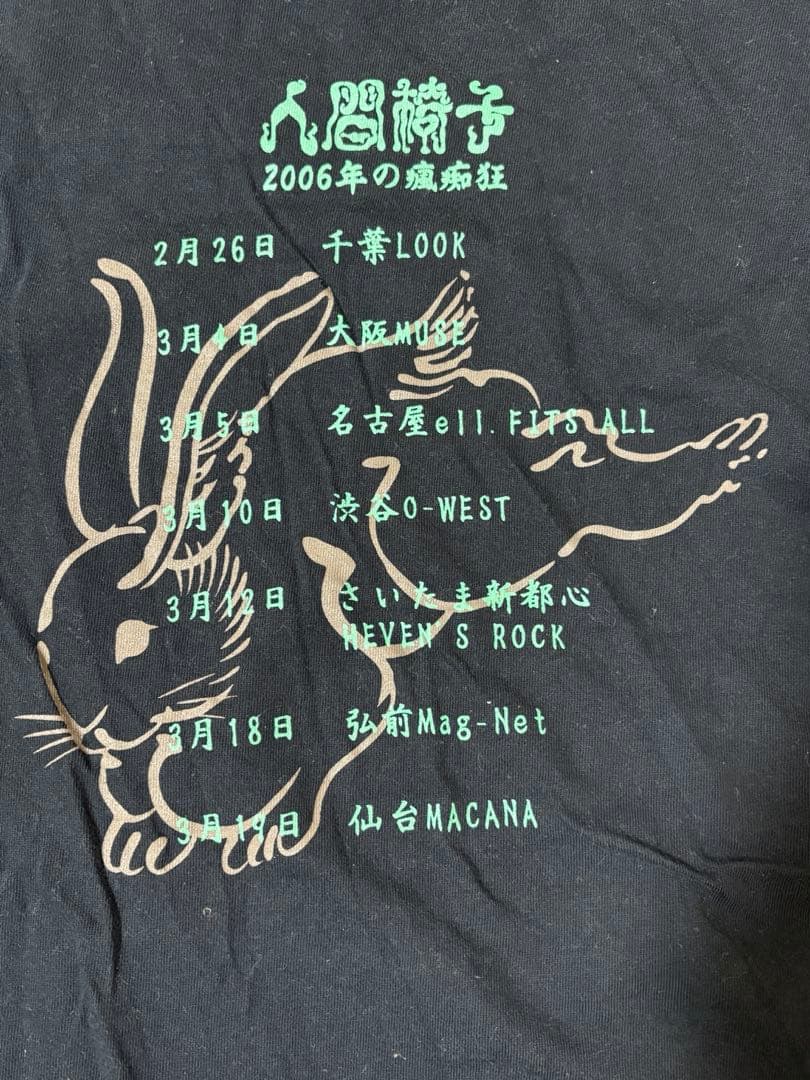 人間椅子
2006年の瘋痴狂
2月26日 千葉LOOK
3月4日 大阪MUSE
3月5日 名古屋ell.FITS ALL
3月10日 渋谷O-WEST
3月12日 さいたま新都心
HEVEN'S ROCK
3月18日 弘前Mag-Net
3月19日 仙台MACANA